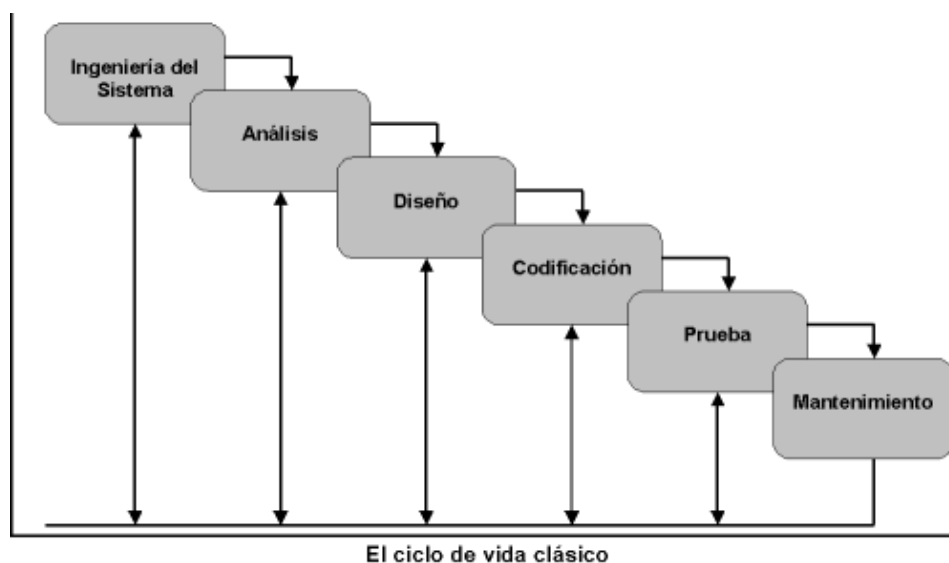 Ingeniería del
Sistema
Análisis
Diseño
Codificación
Prueba
Mantenimiento
El ciclo de vida clásico